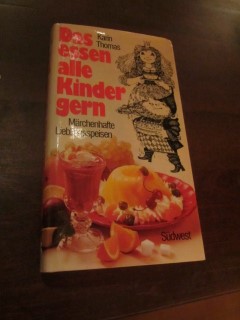 Das
essen
alle
Kinder
gern
Karin
Thomas
Märchenhafte
Lieblingsspeisen
Südwest